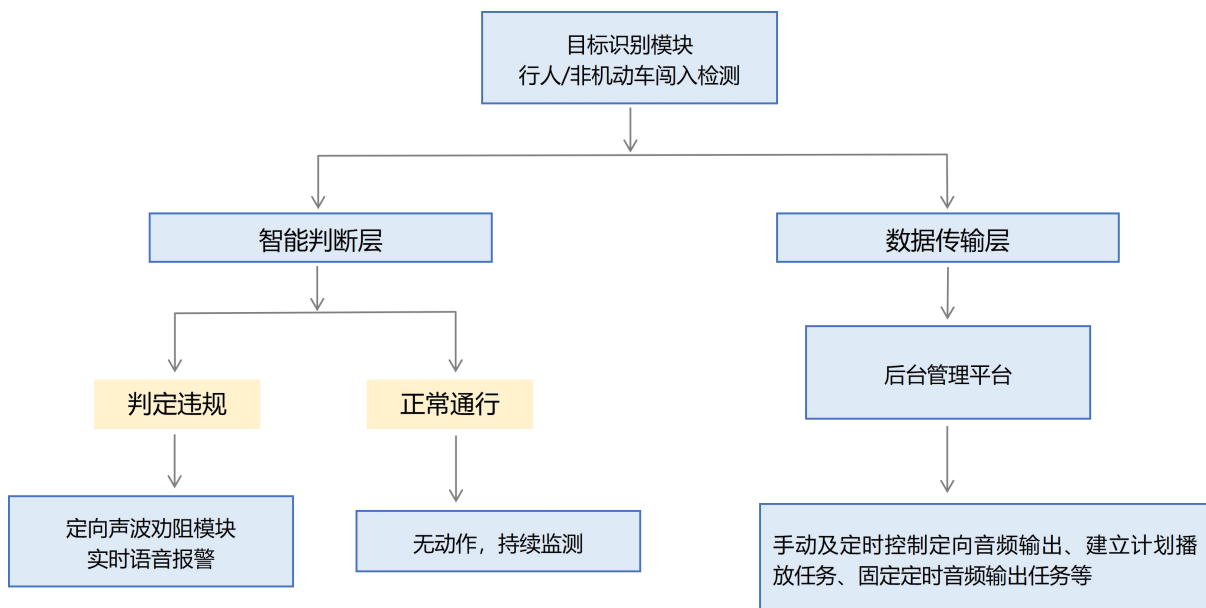 目标识别模块
行人/非机动车闯入检测
智能判断层
数据传输层
后台管理平台
判定违规
正常通行
定向声波劝阻模块
实时语音报警
无动作，持续监测
手动及定时控制定向音频输出、建立计划播
放任务、固定定时音频输出任务等